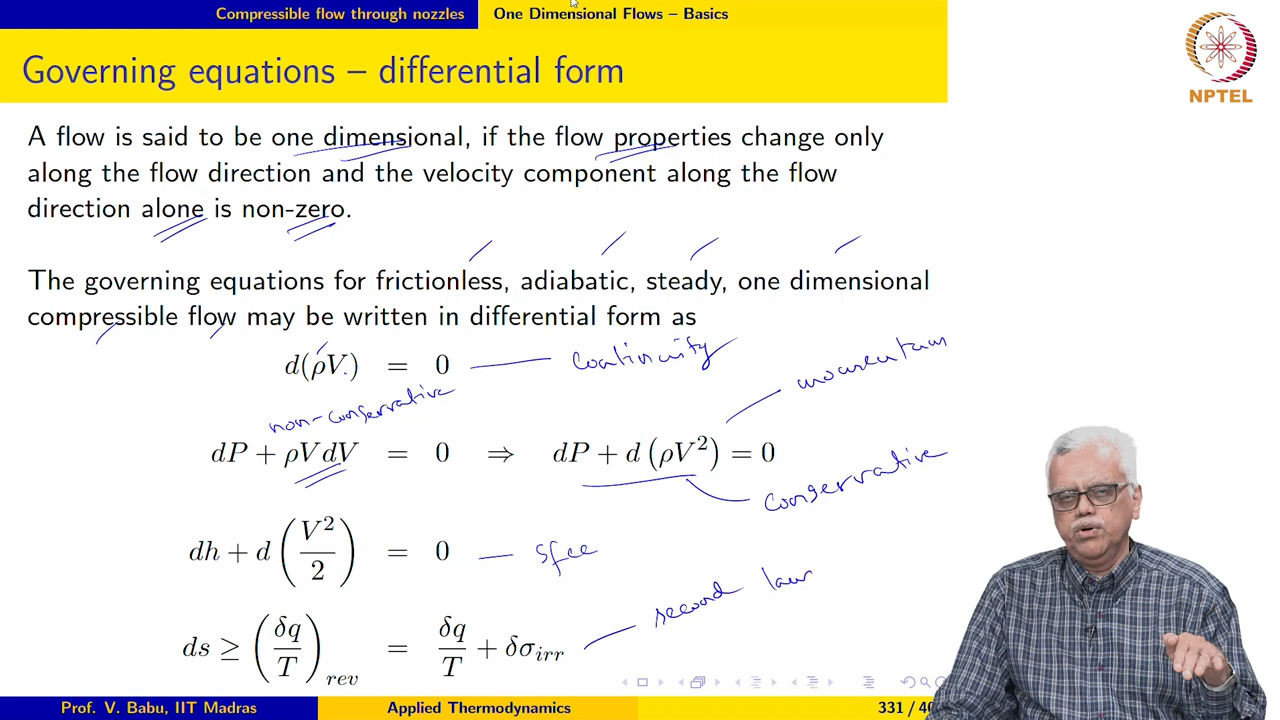 Compressible flow through nozzles One Dimensional Flows – Basics
Governing equations – differential form
NPTEL
A flow is said to be one dimensional, if the flow properties change only
along the flow direction and the velocity component along the flow
direction alone is non-zero.
The governing equations for frictionless, adiabatic, steady, one dimensional
compressible flow may be written in differential form as
d(ρV) = 0 continuity
momentum
non-conservative
dP + ρVdV = 0 ⇒ dP + d(ρV²) = 0
conservative
dh + d(V²/2) = 0 sfee
second law
ds ≥ (δq/T)rev = δq/T + δσirr
Prof. V. Babu, IIT Madras Applied Thermodynamics 331 / 40